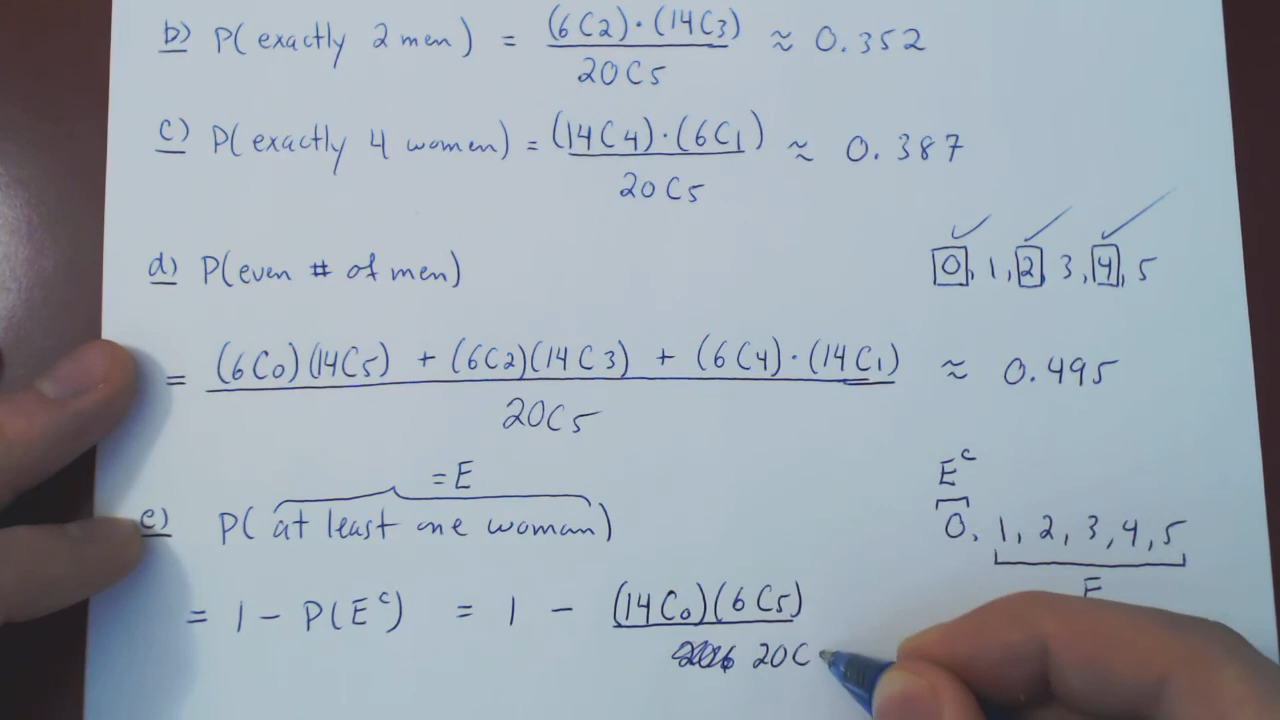 b) P(exactly 2 men) = (6C2)·(14C3) ≈ 0.352
20C5
c) P(exactly 4 women) = (14C4)·(6C1) ≈ 0.387
20C5
d) P(even # of men) 0, 1, 2, 3, 4, 5
= (6C0)(14C5) + (6C2)(14C3) + (6C4)·(14C1) ≈ 0.495
20C5
= E E^c
e) P(at least one woman) 0, 1, 2, 3, 4, 5
E
= 1 - P(E^c) = 1 - (14C0)(6C5)
20C